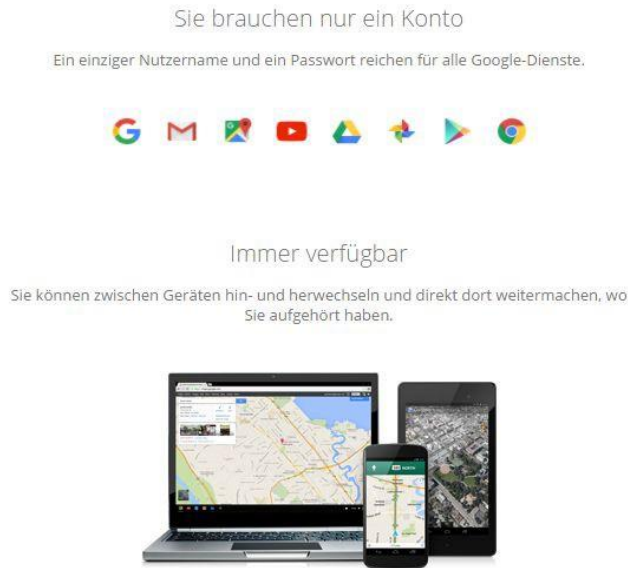 Sie brauchen nur ein Konto
Ein einziger Nutzername und ein Passwort reichen für alle Google-Dienste.
Immer verfügbar
Sie können zwischen Geräten hin- und herwechseln und direkt dort weitermachen, wo
Sie aufgehört haben.